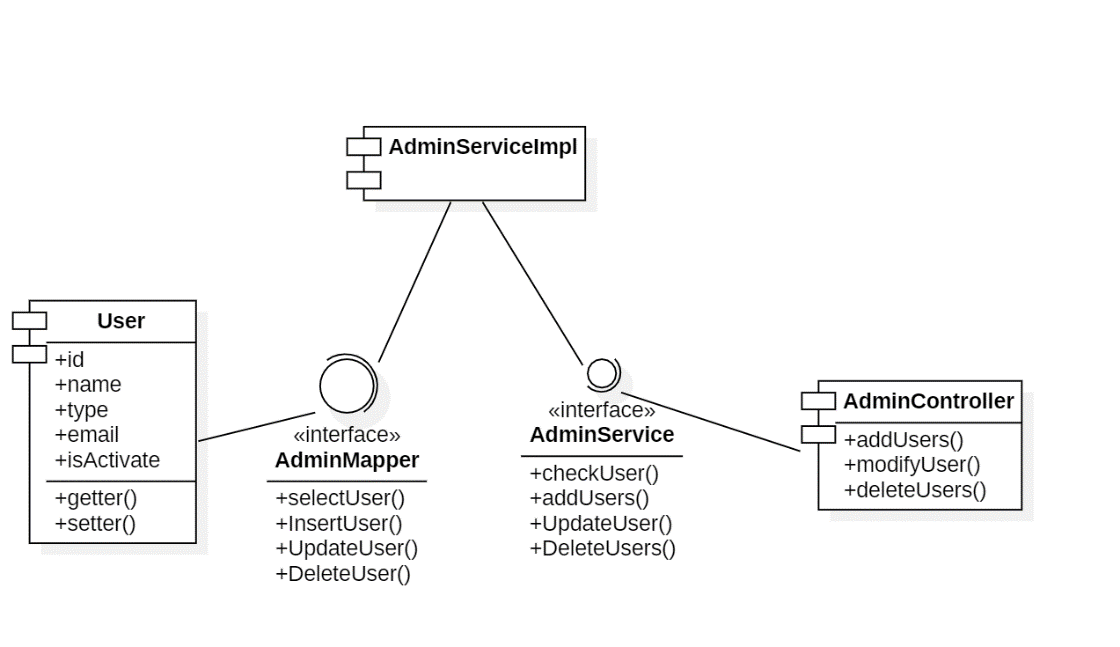 AdminServiceImpl
User
+id
+name
+type
+email
+isActivate
+getter()
+setter()
«interface»
AdminMapper
+selectUser()
+InsertUser()
+UpdateUser()
+DeleteUser()
«interface»
AdminService
+checkUser()
+addUsers()
+UpdateUser()
+DeleteUsers()
AdminController
+addUsers()
+modifyUser()
+deleteUsers()